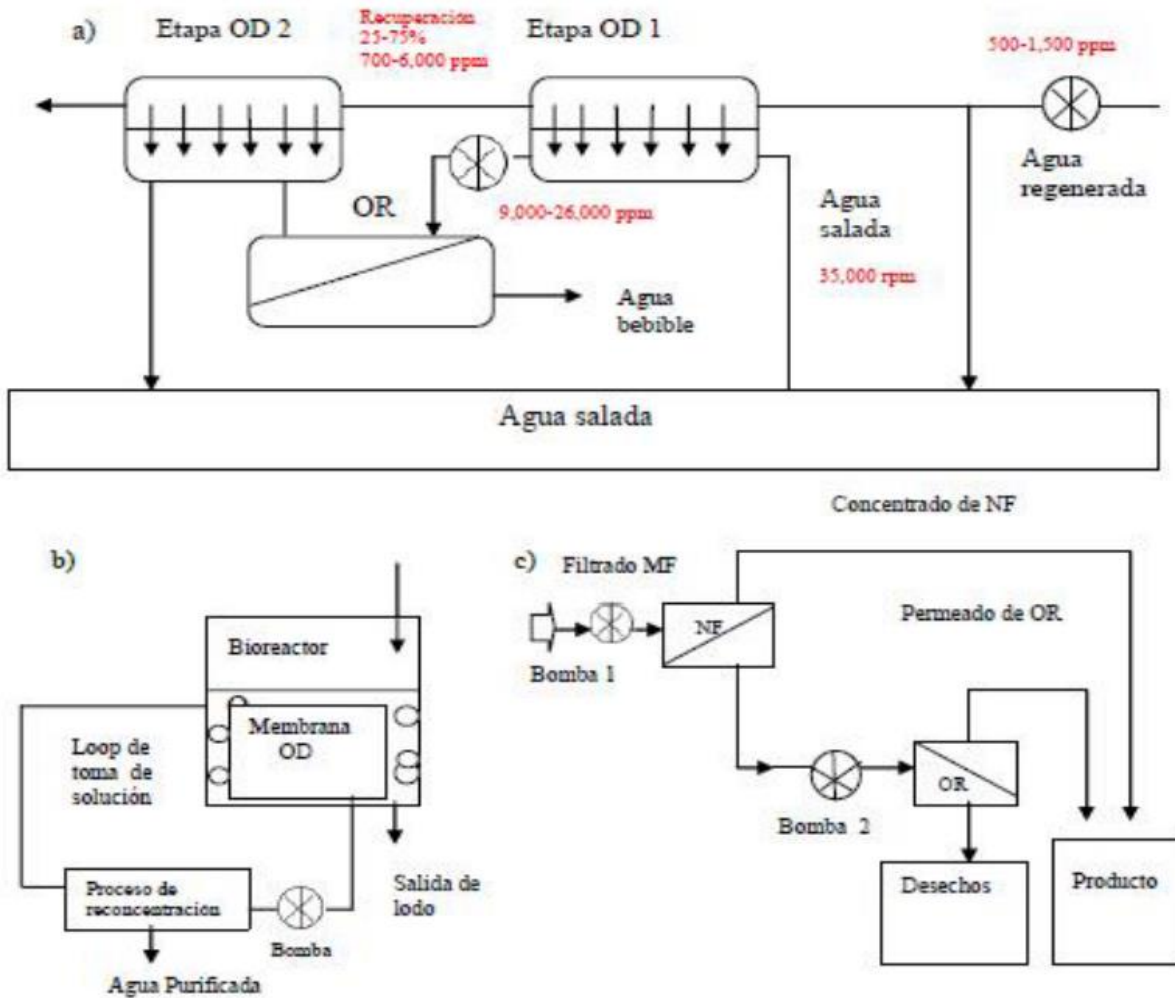 a)
Etapa OD 2
Recuperación
25-75%
700-6,000 ppm
Etapa OD 1
500-1,500 ppm
Agua
regenerada
OR
9,000-26,000 ppm
Agua
salada
35,000 rpm
Agua
bebible
Agua salada
Concentrado de NF
b)
Bioreactor
Membrana
OD
Loop de
toma de
solución
Proceso de
reconcentración
Bomba
Salida de
lodo
Agua Purificada
c)
Filtrado MF
NF
Bomba 1
Permeado de OR
Bomba 2
OR
Desechos
Producto